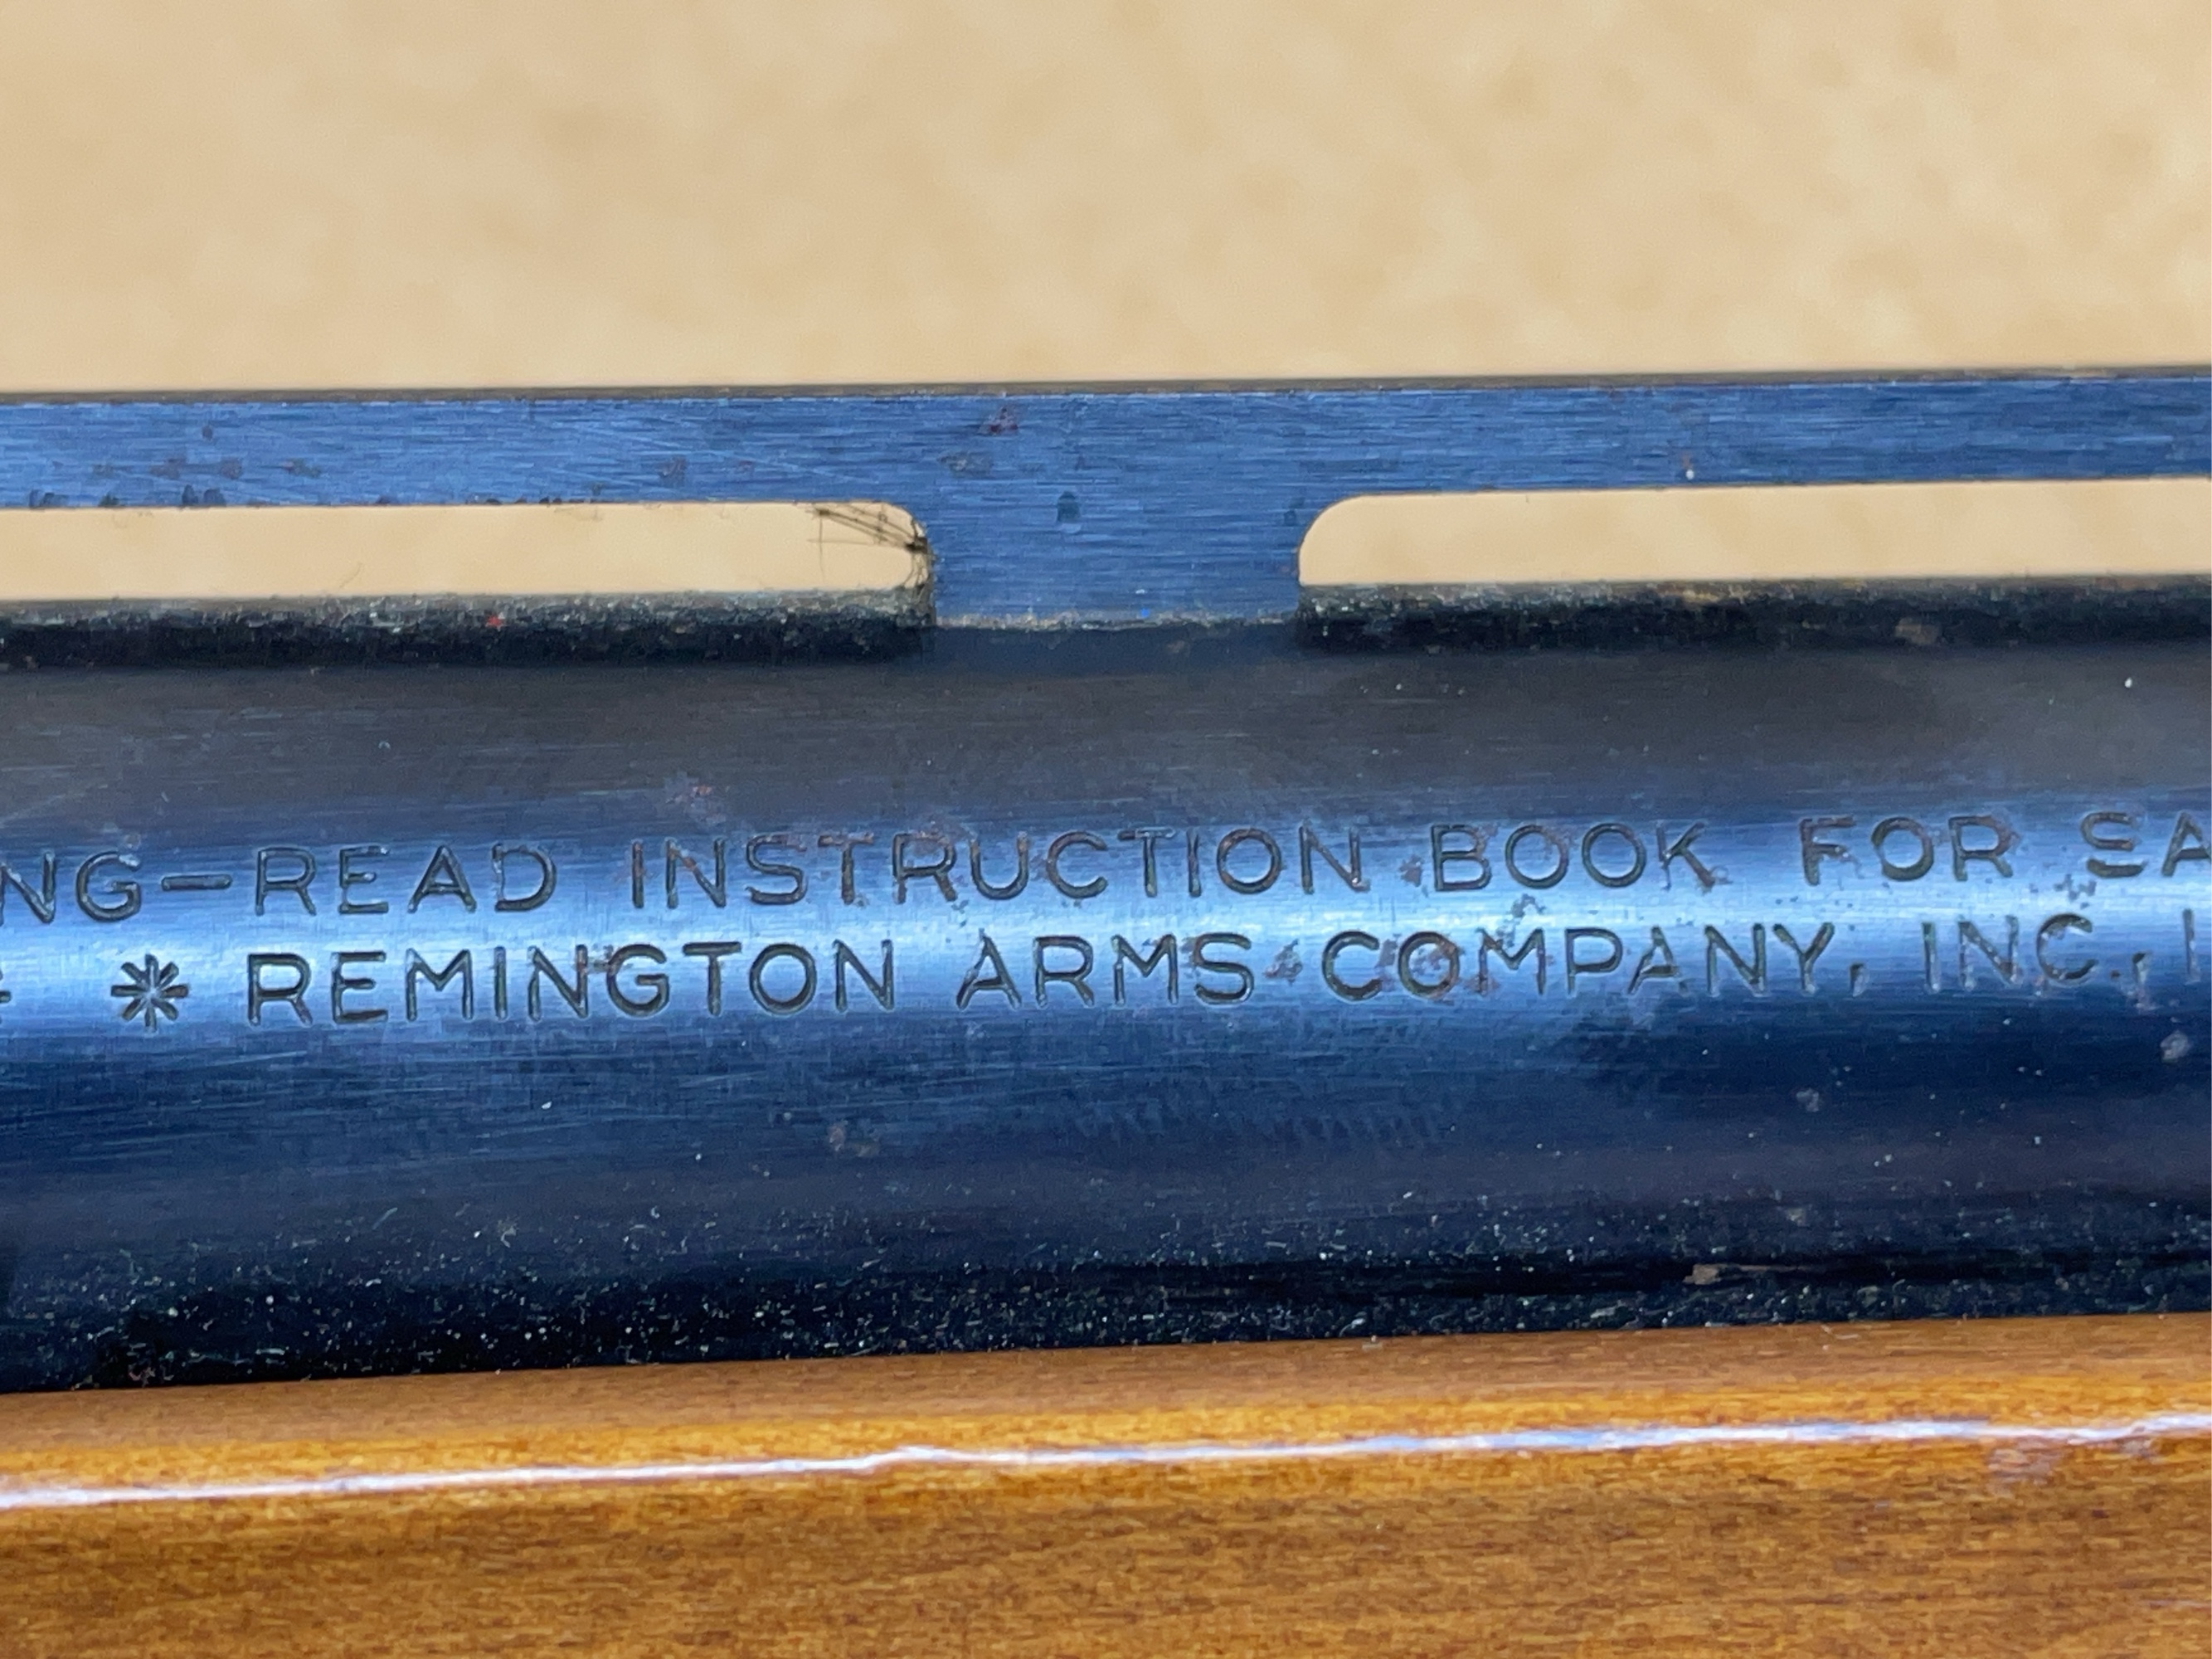 NG—READ INSTRUCTION BOOK FOR SA
* REMINGTON ARMS COMPANY, INC.,